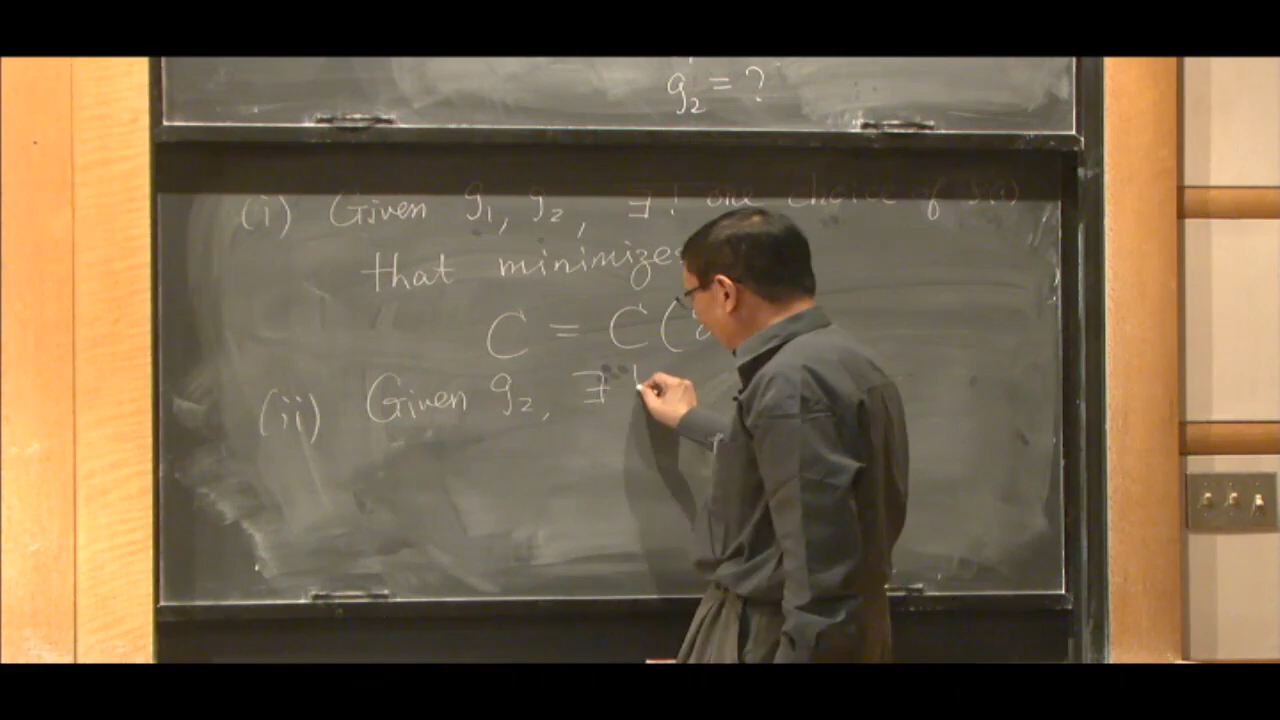 g₂ = ?
(i) Given g₁, g₂, ∃! one choice of
that minimizes
C = C (
(ii) Given g₂, ∃ !